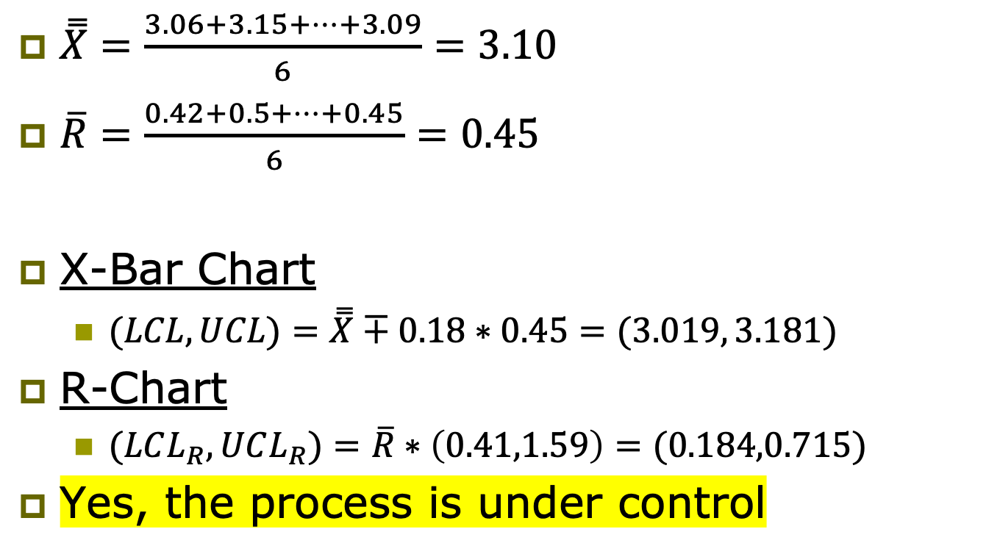 X̿ = (3.06+3.15+⋯+3.09)/6 = 3.10
R̄ = (0.42+0.5+⋯+0.45)/6 = 0.45
X-Bar Chart
(LCL, UCL) = X̿ ∓ 0.18 * 0.45 = (3.019, 3.181)
R-Chart
(LCL_R, UCL_R) = R̄ * (0.41,1.59) = (0.184,0.715)
Yes, the process is under control